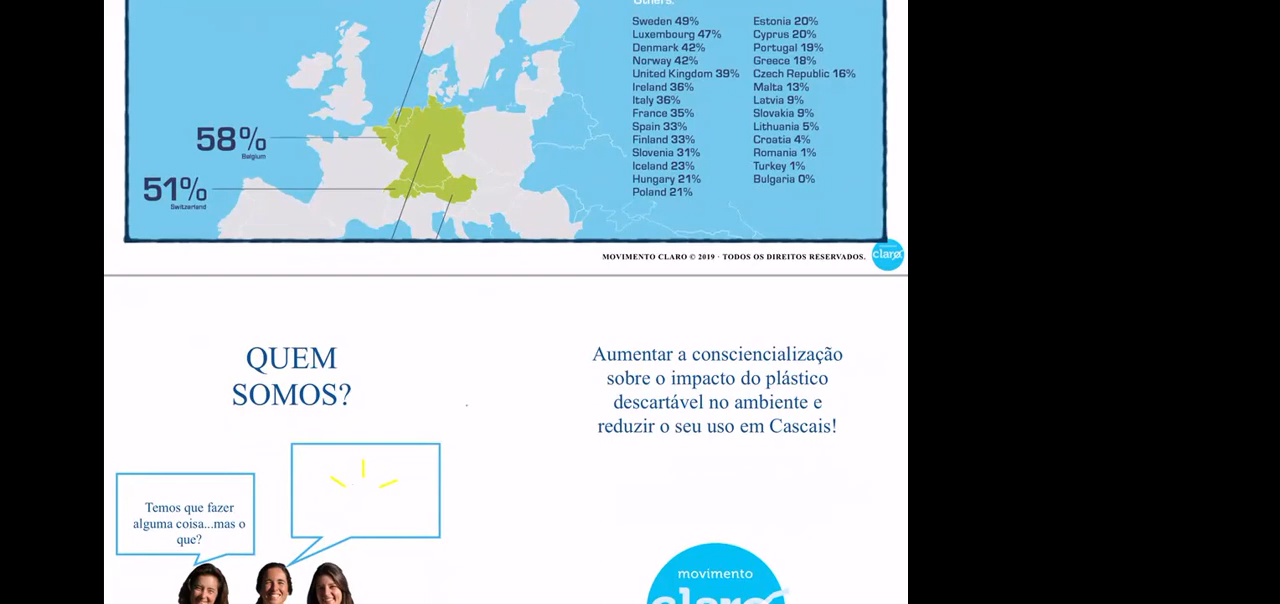 Others:
Sweden 49%
Luxembourg 47%
Denmark 42%
Norway 42%
United Kingdom 39%
Ireland 36%
Italy 36%
France 35%
Spain 33%
Finland 33%
Slovenia 31%
Iceland 23%
Hungary 21%
Poland 21%
Estonia 20%
Cyprus 20%
Portugal 19%
Greece 18%
Czech Republic 16%
Malta 13%
Latvia 9%
Slovakia 9%
Lithuania 5%
Croatia 4%
Romania 1%
Turkey 1%
Bulgaria 0%
58%
Belgium
51%
Switzerland
MOVIMENTO CLARO © 2019 · TODOS OS DIREITOS RESERVADOS.
claro
QUEM
SOMOS?
Aumentar a consciencialização
sobre o impacto do plástico
descartável no ambiente e
reduzir o seu uso em Cascais!
Temos que fazer
alguma coisa...mas o
que?
movimento
claro